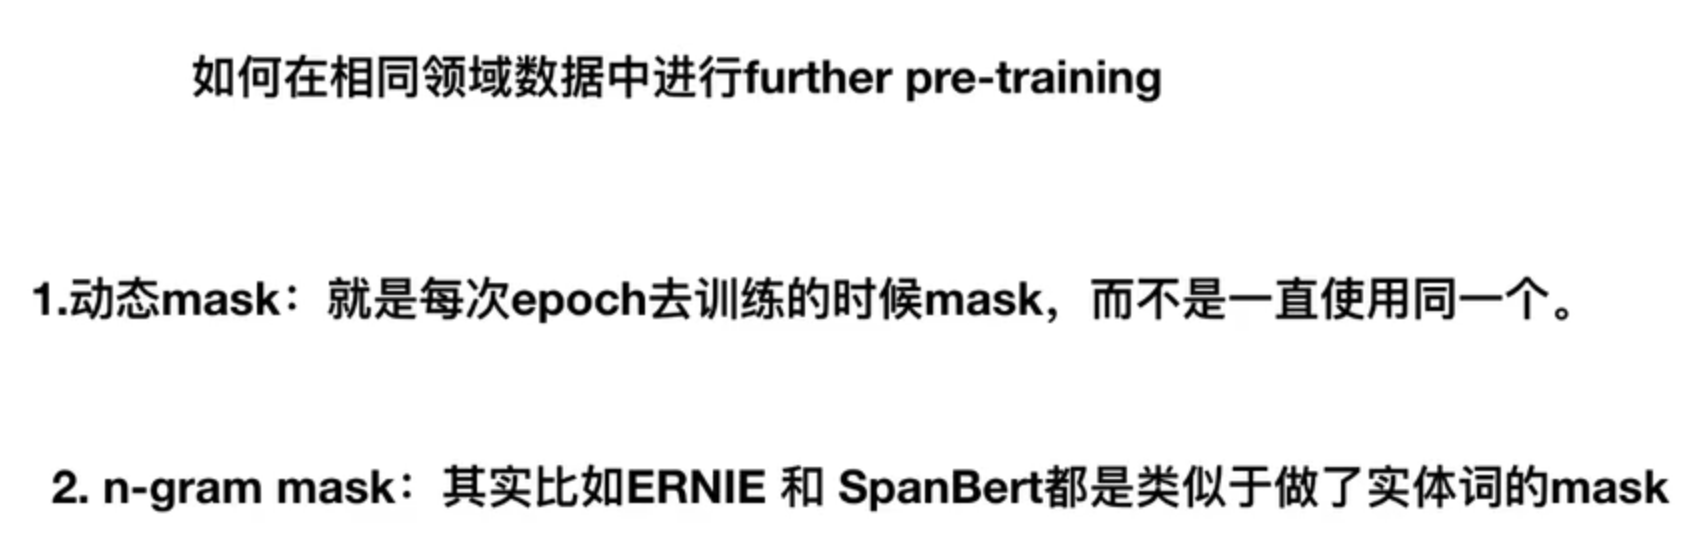 如何在相同领域数据中进行further pre-training
1.动态mask：就是每次epoch去训练的时候mask，而不是一直使用同一个。
2. n-gram mask：其实比如ERNIE 和 SpanBert都是类似于做了实体词的mask